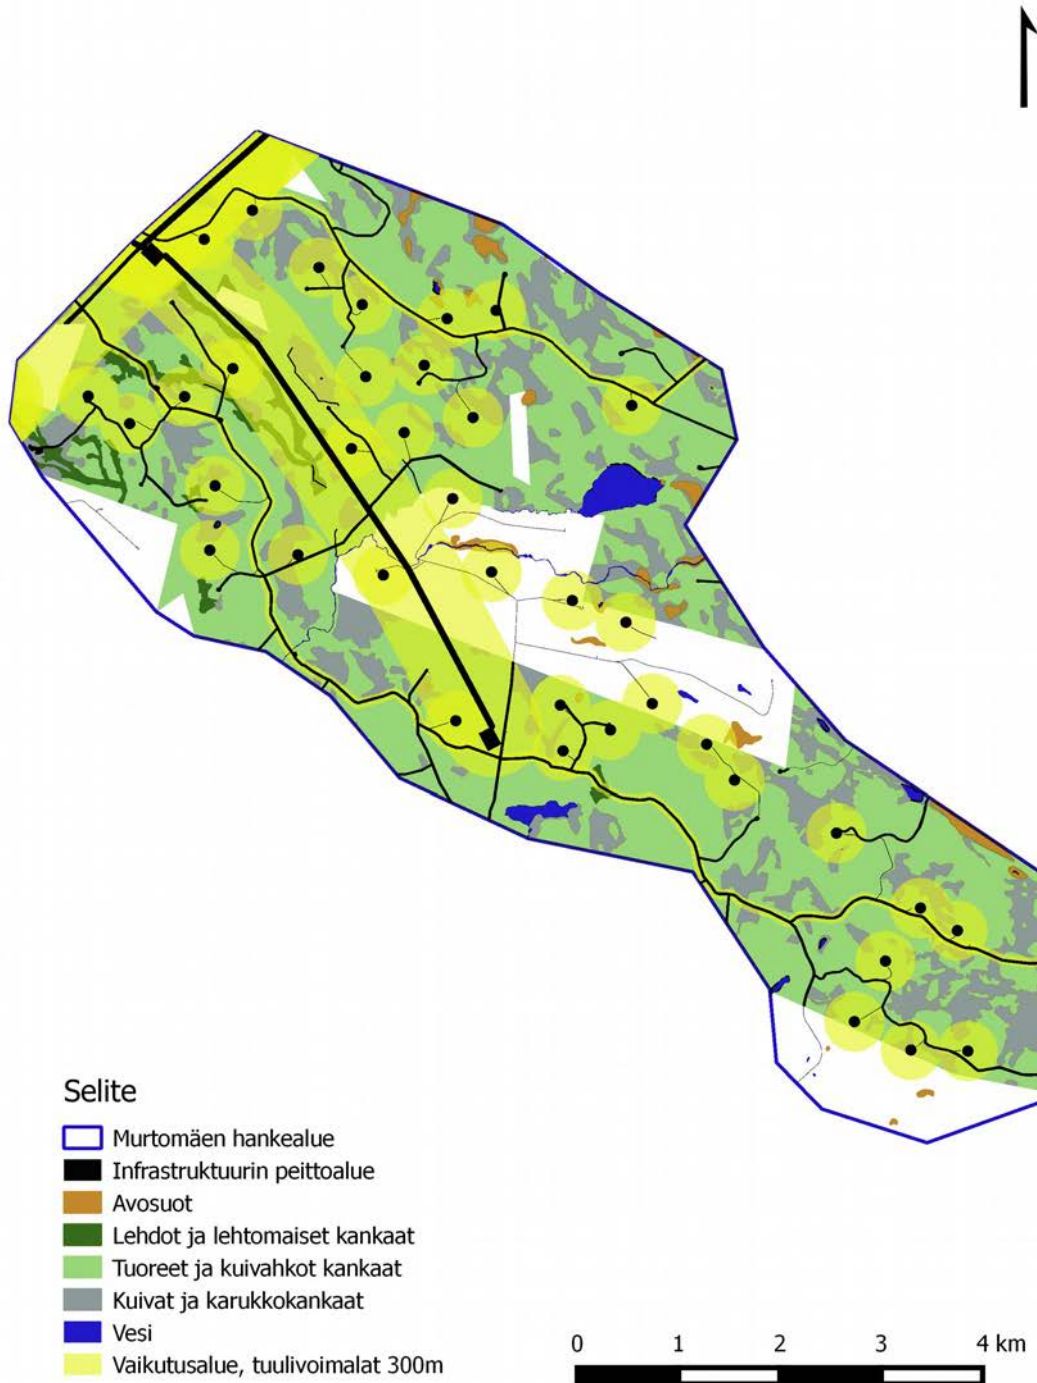 Selite
Murtomäen hankealue
Infrastruktuurin peittoalue
Avosuot
Lehdot ja lehtomaiset kankaat
Tuoreet ja kuivahkot kankaat
Kuivat ja karukkokankaat
Vesi
Vaikutusalue, tuulivoimalat 300m
0 1 2 3 4 km